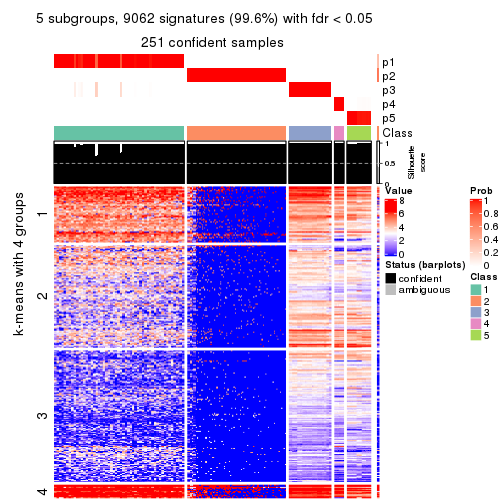 5 subgroups, 9062 signatures (99.6%) with fdr < 0.05
251 confident samples
p1
p2
p3
p4
p5
Class
1
0.5
0
Silhouette
score
k-means with 4 groups
1
2
3
4
Value
8
6
4
2
0
Status (barplots)
confident
ambiguous
Prob
1
0.8
0.6
0.4
0.2
0
Class
1
2
3
4
5